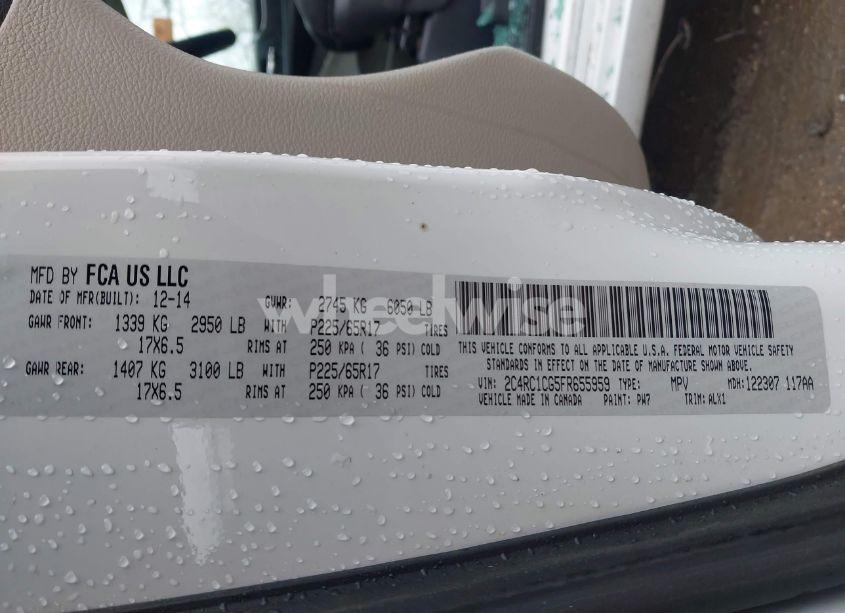 MFD BY FCA US LLC
DATE OF MFR(BUILT): 12-14 GVWR: 2745 KG 6050 LB
GAWR FRONT: 1339 KG 2950 LB WITH P225/65R17 TIRES
17X6.5 RIMS AT 250 KPA ( 36 PSI) COLD
GAWR REAR: 1407 KG 3100 LB WITH P225/65R17 TIRES
17X6.5 RIMS AT 250 KPA ( 36 PSI) COLD
THIS VEHICLE CONFORMS TO ALL APPLICABLE U.S.A. FEDERAL MOTOR VEHICLE SAFETY
STANDARDS IN EFFECT ON THE DATE OF MANUFACTURE SHOWN ABOVE.
VIN: 2C4RC1CG5FR655959 TYPE: MPV MDH:122307 117AA
VEHICLE MADE IN CANADA PAINT: PW7 TRIM: ALX1
wheelwise